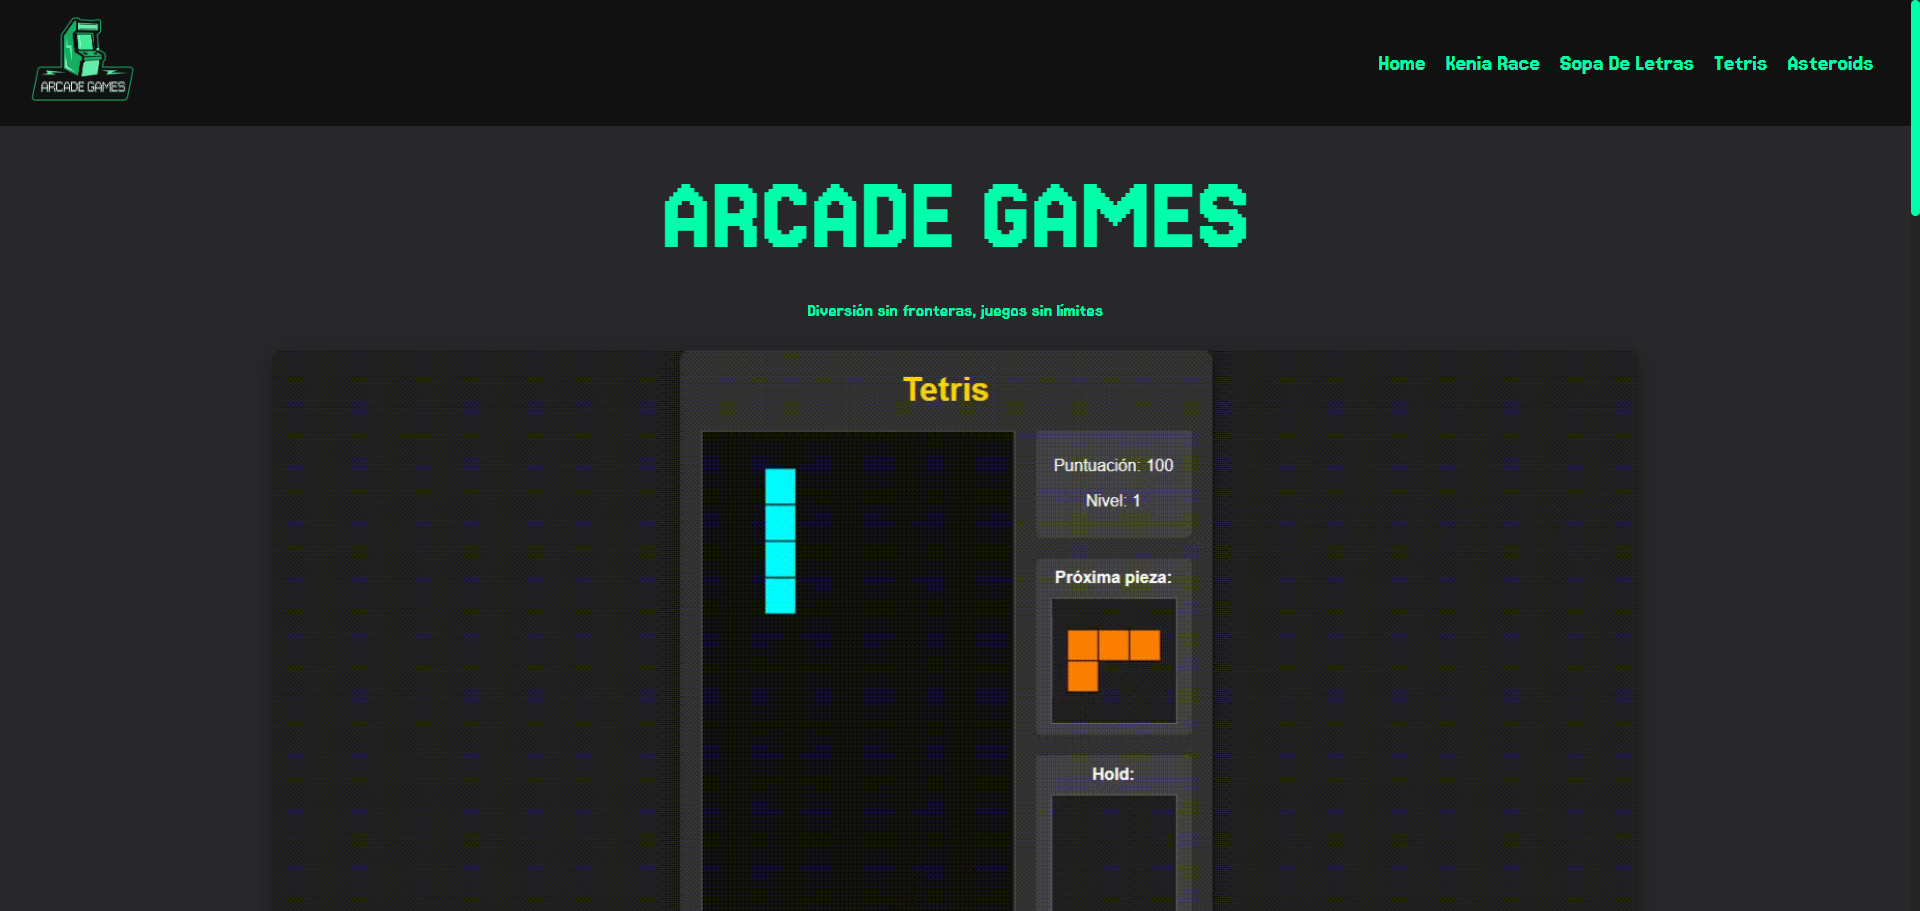 ARCADE GAMES
Home Kenia Race Sopa De Letras Tetris Asteroids
ARCADE GAMES
Diversión sin fronteras, juegos sin límites
Tetris
Puntuación: 100
Nivel: 1
Próxima pieza:
Hold: